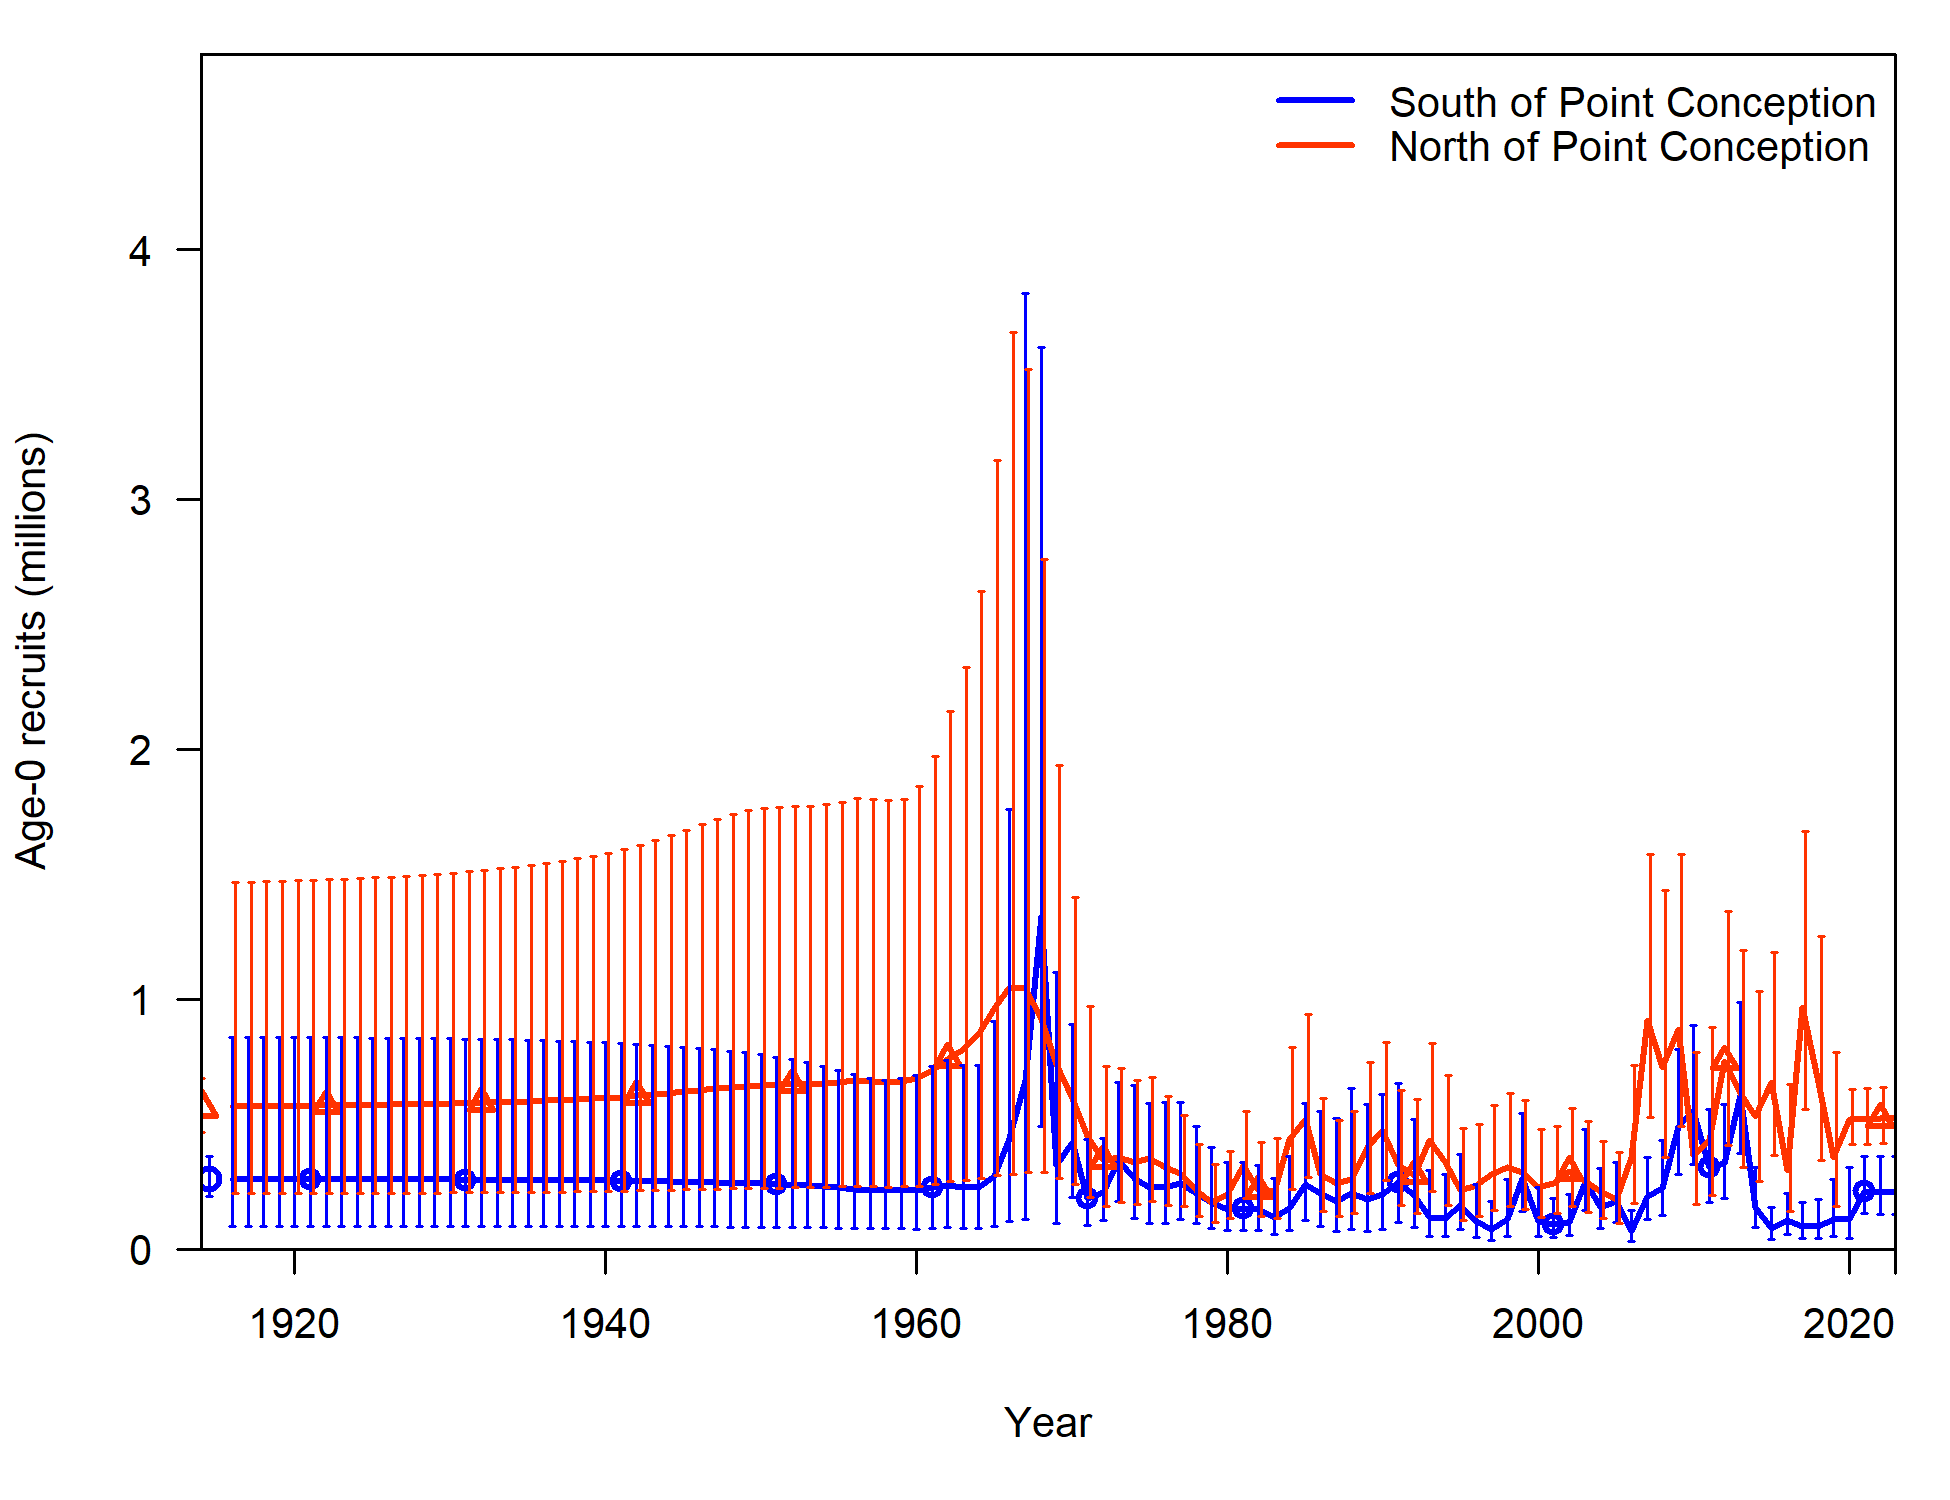 South of Point Conception
North of Point Conception
Age-0 recruits (millions)
4
3
2
1
0
1920
1940
1960
1980
2000
2020
Year